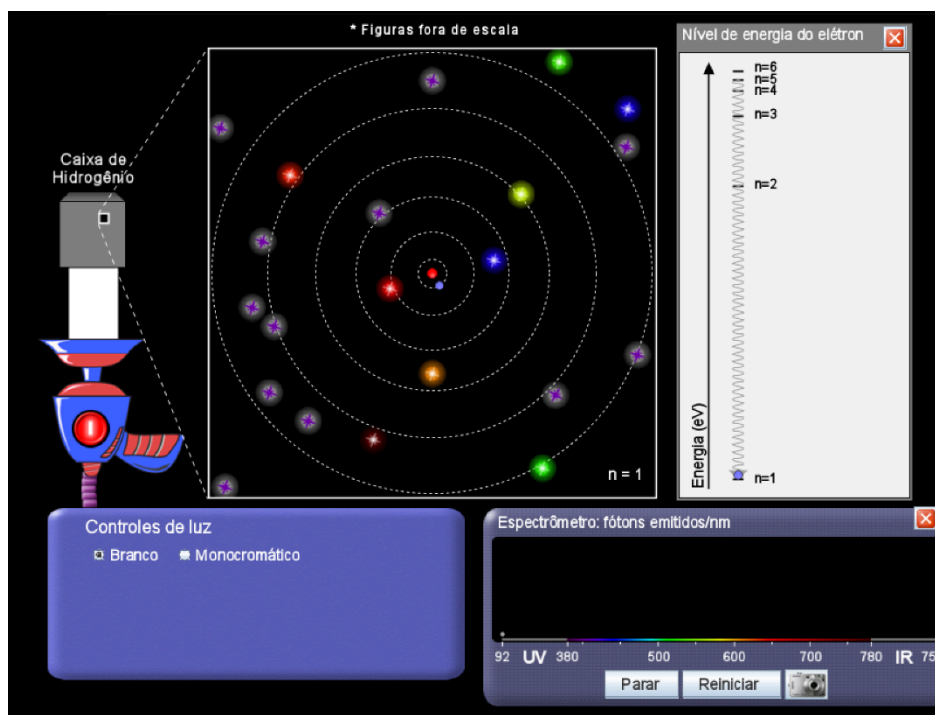 * Figuras fora de escala
Caixa de
Hidrogênio
n = 1
Nível de energia do elétron
n=6
n=5
n=4
n=3
n=2
n=1
Energia (eV)
Controles de luz
Branco Monocromático
Espectrômetro: fótons emitidos/nm
92 UV 380 500 600 700 780 IR 75
Parar Reiniciar